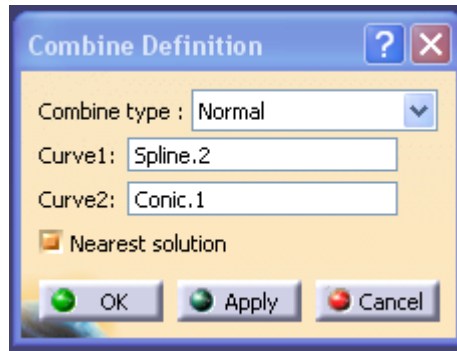 Combine Definition ?
Combine type : Normal
Curve1: Spline.2
Curve2: Conic.1
Nearest solution
OK Apply Cancel